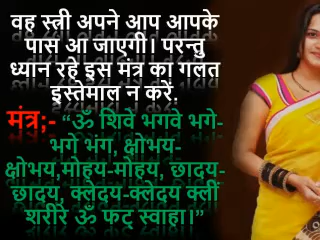 वह स्त्री अपने आप आपके
पास आ जाएगी। परन्तु
ध्यान रहे इस मंत्र का गलत
इस्तेमाल न करें.
मंत्र;- “ॐ शिवे भगवे भगे-
भगे भंग, क्षोभय-
क्षोभय,मोहय-मोहय, छादय-
छादय, क्लेदय-क्लेदय क्लीं
शरीरे ॐ फट् स्वाहा।”